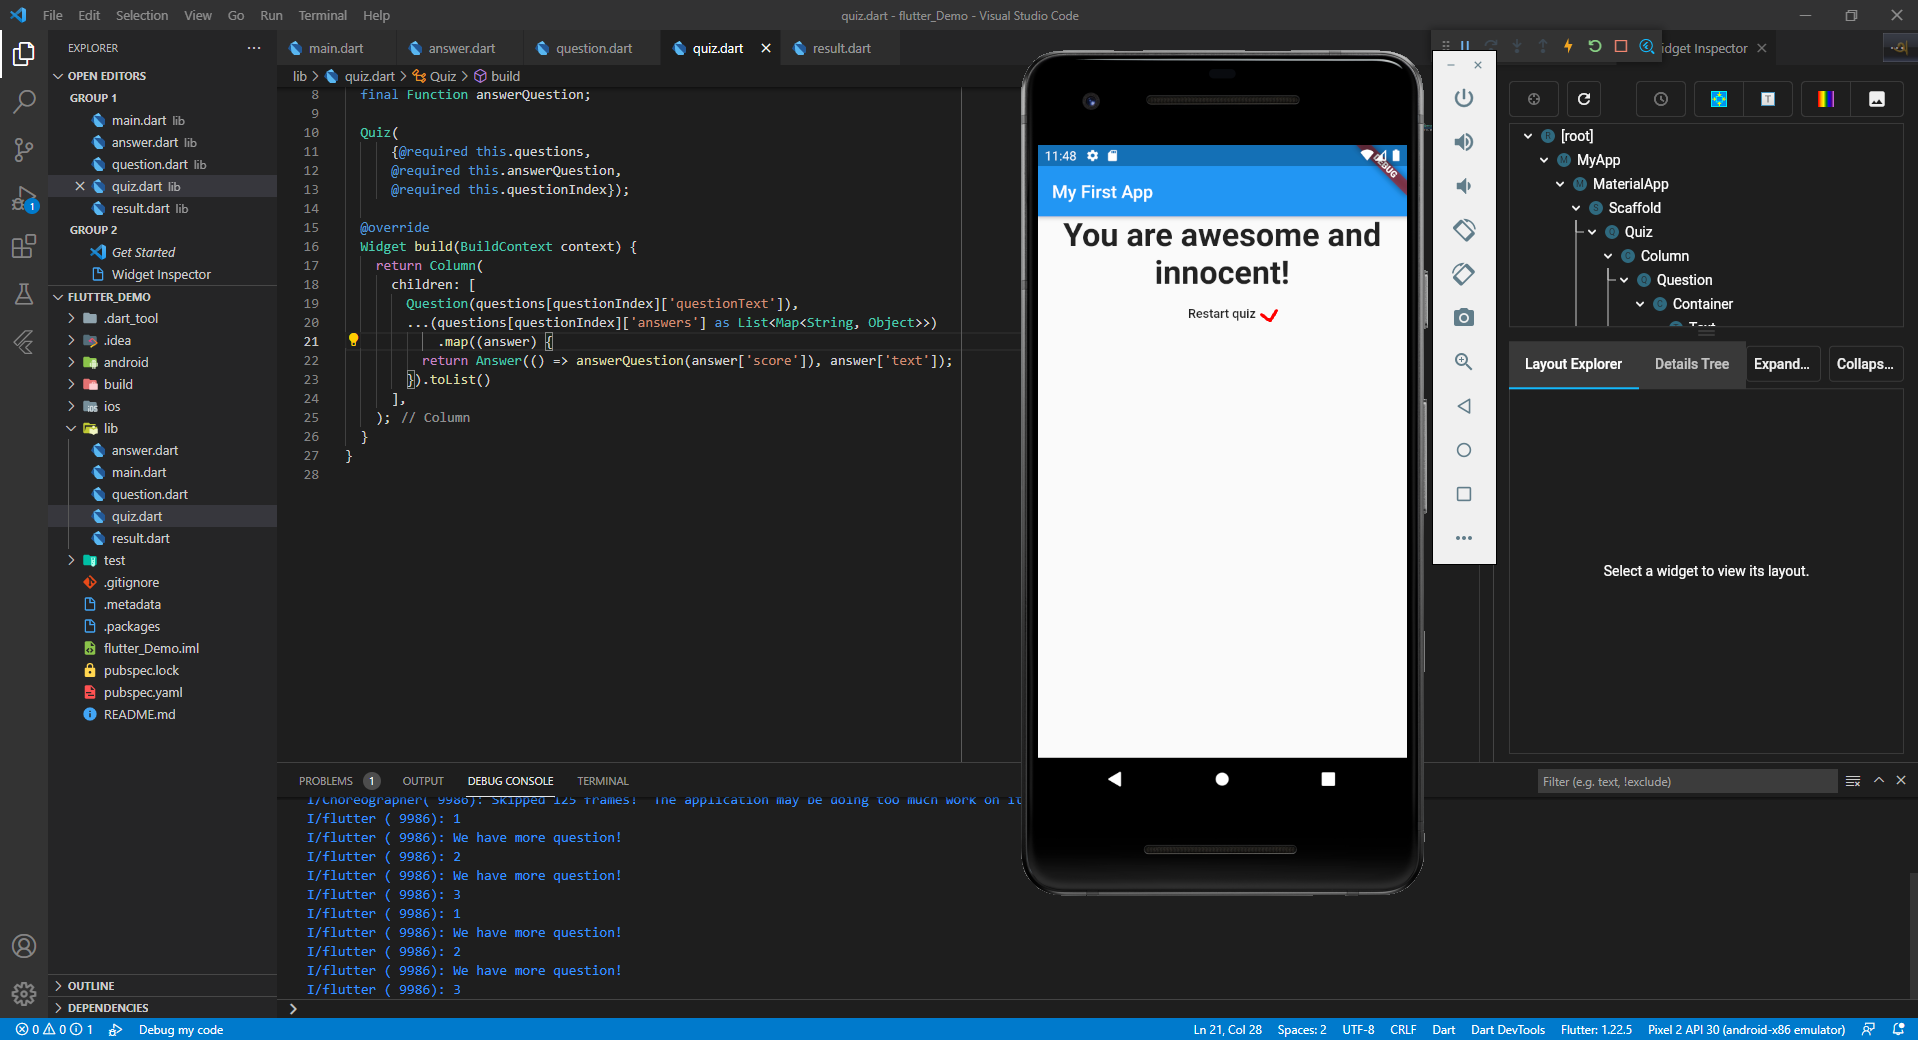 File Edit Selection View Go Run Terminal Help
quiz.dart - flutter_Demo - Visual Studio Code
EXPLORER
OPEN EDITORS
GROUP 1
main.dart lib
answer.dart lib
question.dart lib
quiz.dart lib
result.dart lib
GROUP 2
Get Started
Widget Inspector
FLUTTER_DEMO
.dart_tool
.idea
android
build
ios
lib
answer.dart
main.dart
question.dart
quiz.dart
result.dart
test
.gitignore
.metadata
.packages
flutter_Demo.iml
pubspec.lock
pubspec.yaml
README.md
OUTLINE
DEPENDENCIES
main.dart answer.dart question.dart quiz.dart result.dart
lib > quiz.dart > Quiz > build
8 final Function answerQuestion;
9
10 Quiz(
11 {@required this.questions,
12 @required this.answerQuestion,
13 @required this.questionIndex});
14
15 @override
16 Widget build(BuildContext context) {
17 return Column(
18 children: [
19 Question(questions[questionIndex]['questionText']),
20 ...(questions[questionIndex]['answers'] as List<Map<String, Object>>)
21 .map((answer) {
22 return Answer(() => answerQuestion(answer['score']), answer['text']);
23 }).toList()
24 ],
25 ); // Column
26 }
27 }
28
11:48
DEBUG
My First App
You are awesome and
innocent!
Restart quiz
idget Inspector
[root]
MyApp
MaterialApp
Scaffold
Quiz
Column
Question
Container
Text
Layout Explorer Details Tree Expand... Collaps...
Select a widget to view its layout.
PROBLEMS 1 OUTPUT DEBUG CONSOLE TERMINAL
Filter (e.g. text, !exclude)
I/Choreographer( 9986): Skipped 125 frames! The application may be doing too much work on it
I/flutter ( 9986): 1
I/flutter ( 9986): We have more question!
I/flutter ( 9986): 2
I/flutter ( 9986): We have more question!
I/flutter ( 9986): 3
I/flutter ( 9986): 1
I/flutter ( 9986): We have more question!
I/flutter ( 9986): 2
I/flutter ( 9986): We have more question!
I/flutter ( 9986): 3
0 0 1 Debug my code
Ln 21, Col 28 Spaces: 2 UTF-8 CRLF Dart Dart DevTools Flutter: 1.22.5 Pixel 2 API 30 (android-x86 emulator)